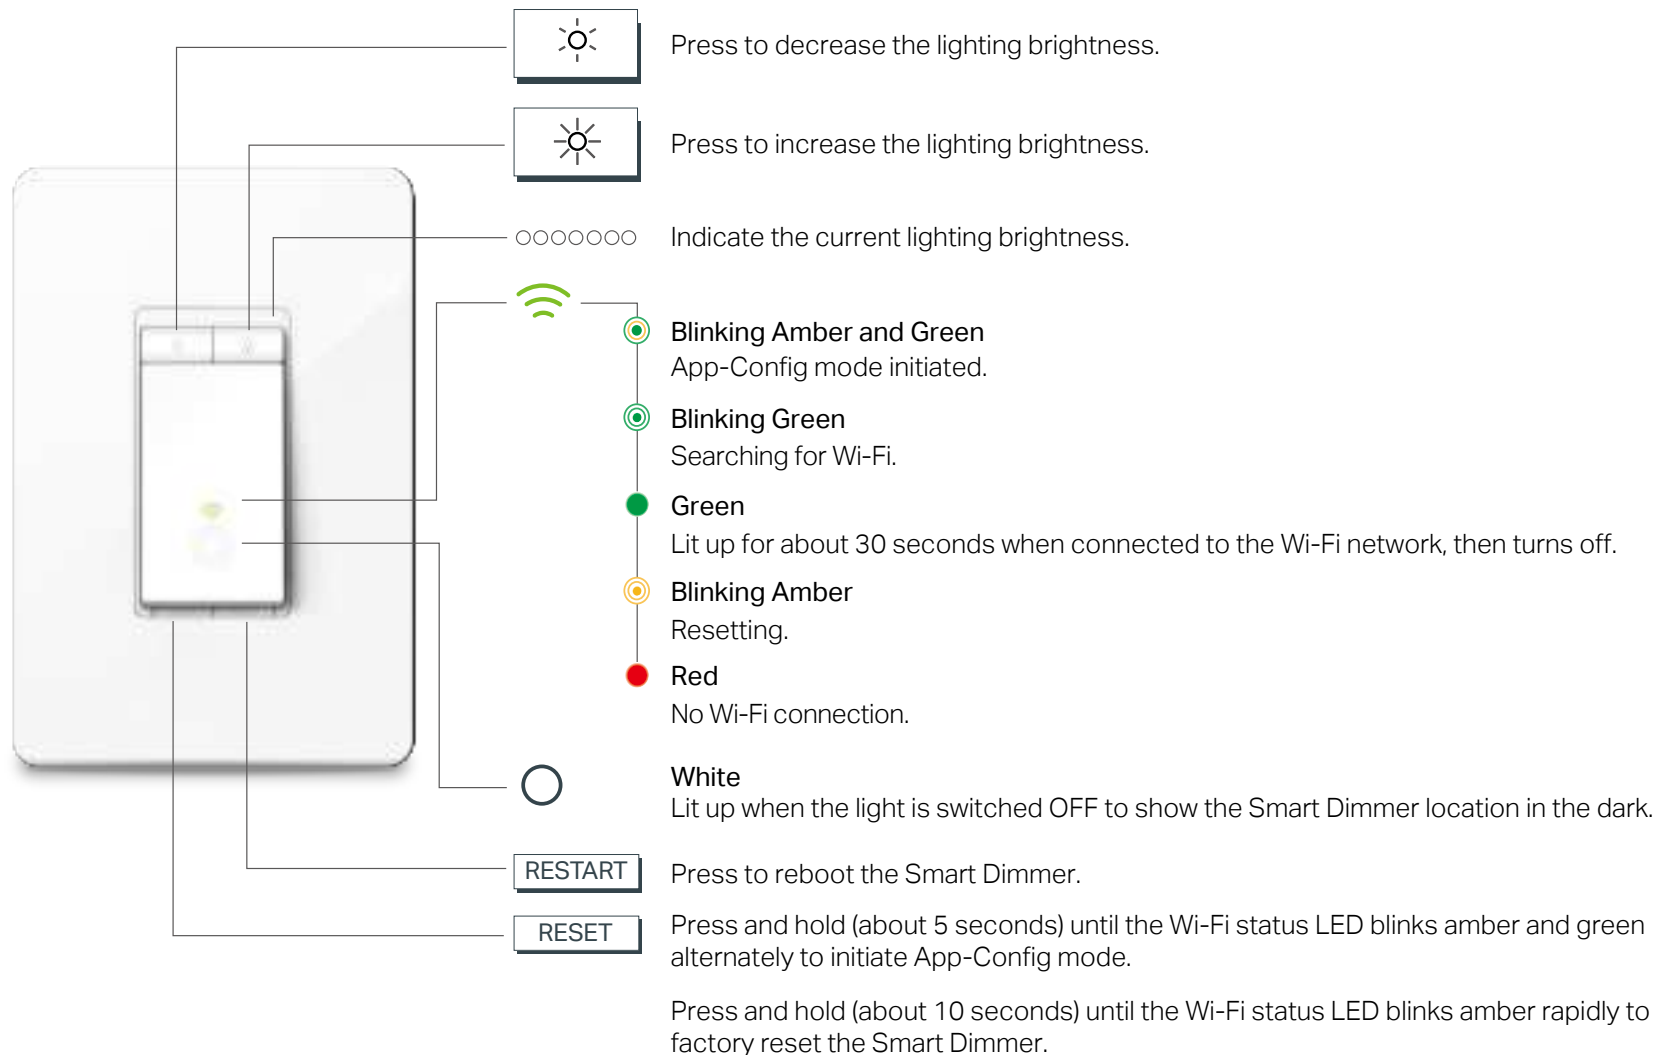 Press to decrease the lighting brightness.
Press to increase the lighting brightness.
Indicate the current lighting brightness.
Blinking Amber and Green
App-Config mode initiated.
Blinking Green
Searching for Wi-Fi.
Green
Lit up for about 30 seconds when connected to the Wi-Fi network, then turns off.
Blinking Amber
Resetting.
Red
No Wi-Fi connection.
White
Lit up when the light is switched OFF to show the Smart Dimmer location in the dark.
RESTART Press to reboot the Smart Dimmer.
RESET Press and hold (about 5 seconds) until the Wi-Fi status LED blinks amber and green
alternately to initiate App-Config mode.
Press and hold (about 10 seconds) until the Wi-Fi status LED blinks amber rapidly to
factory reset the Smart Dimmer.